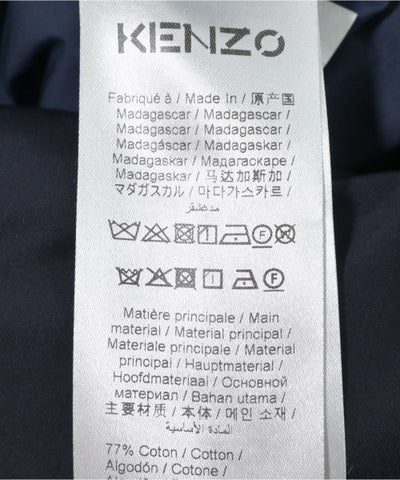 KENZO
Fabriqué à / Made In / 原产国
Madagascar / Madagascar /
Madagascar / Madagascar /
Madagascar / Madagáscar /
Madagaskar / Мадагаскаре /
Madagaskar / 马达加斯加 /
マダガスカル / 마다가스카르 /
مدغشقر
Matière principale / Main
material / Material principal /
Materiale principale / Material
principal / Hauptmaterial /
Hoofdmateriaal / Основной
материал / Bahan utama /
主要材质 / 本体 / 메인 소재 /
المادة الأساسية
77% Coton / Cotton /
Algodón / Cotone /